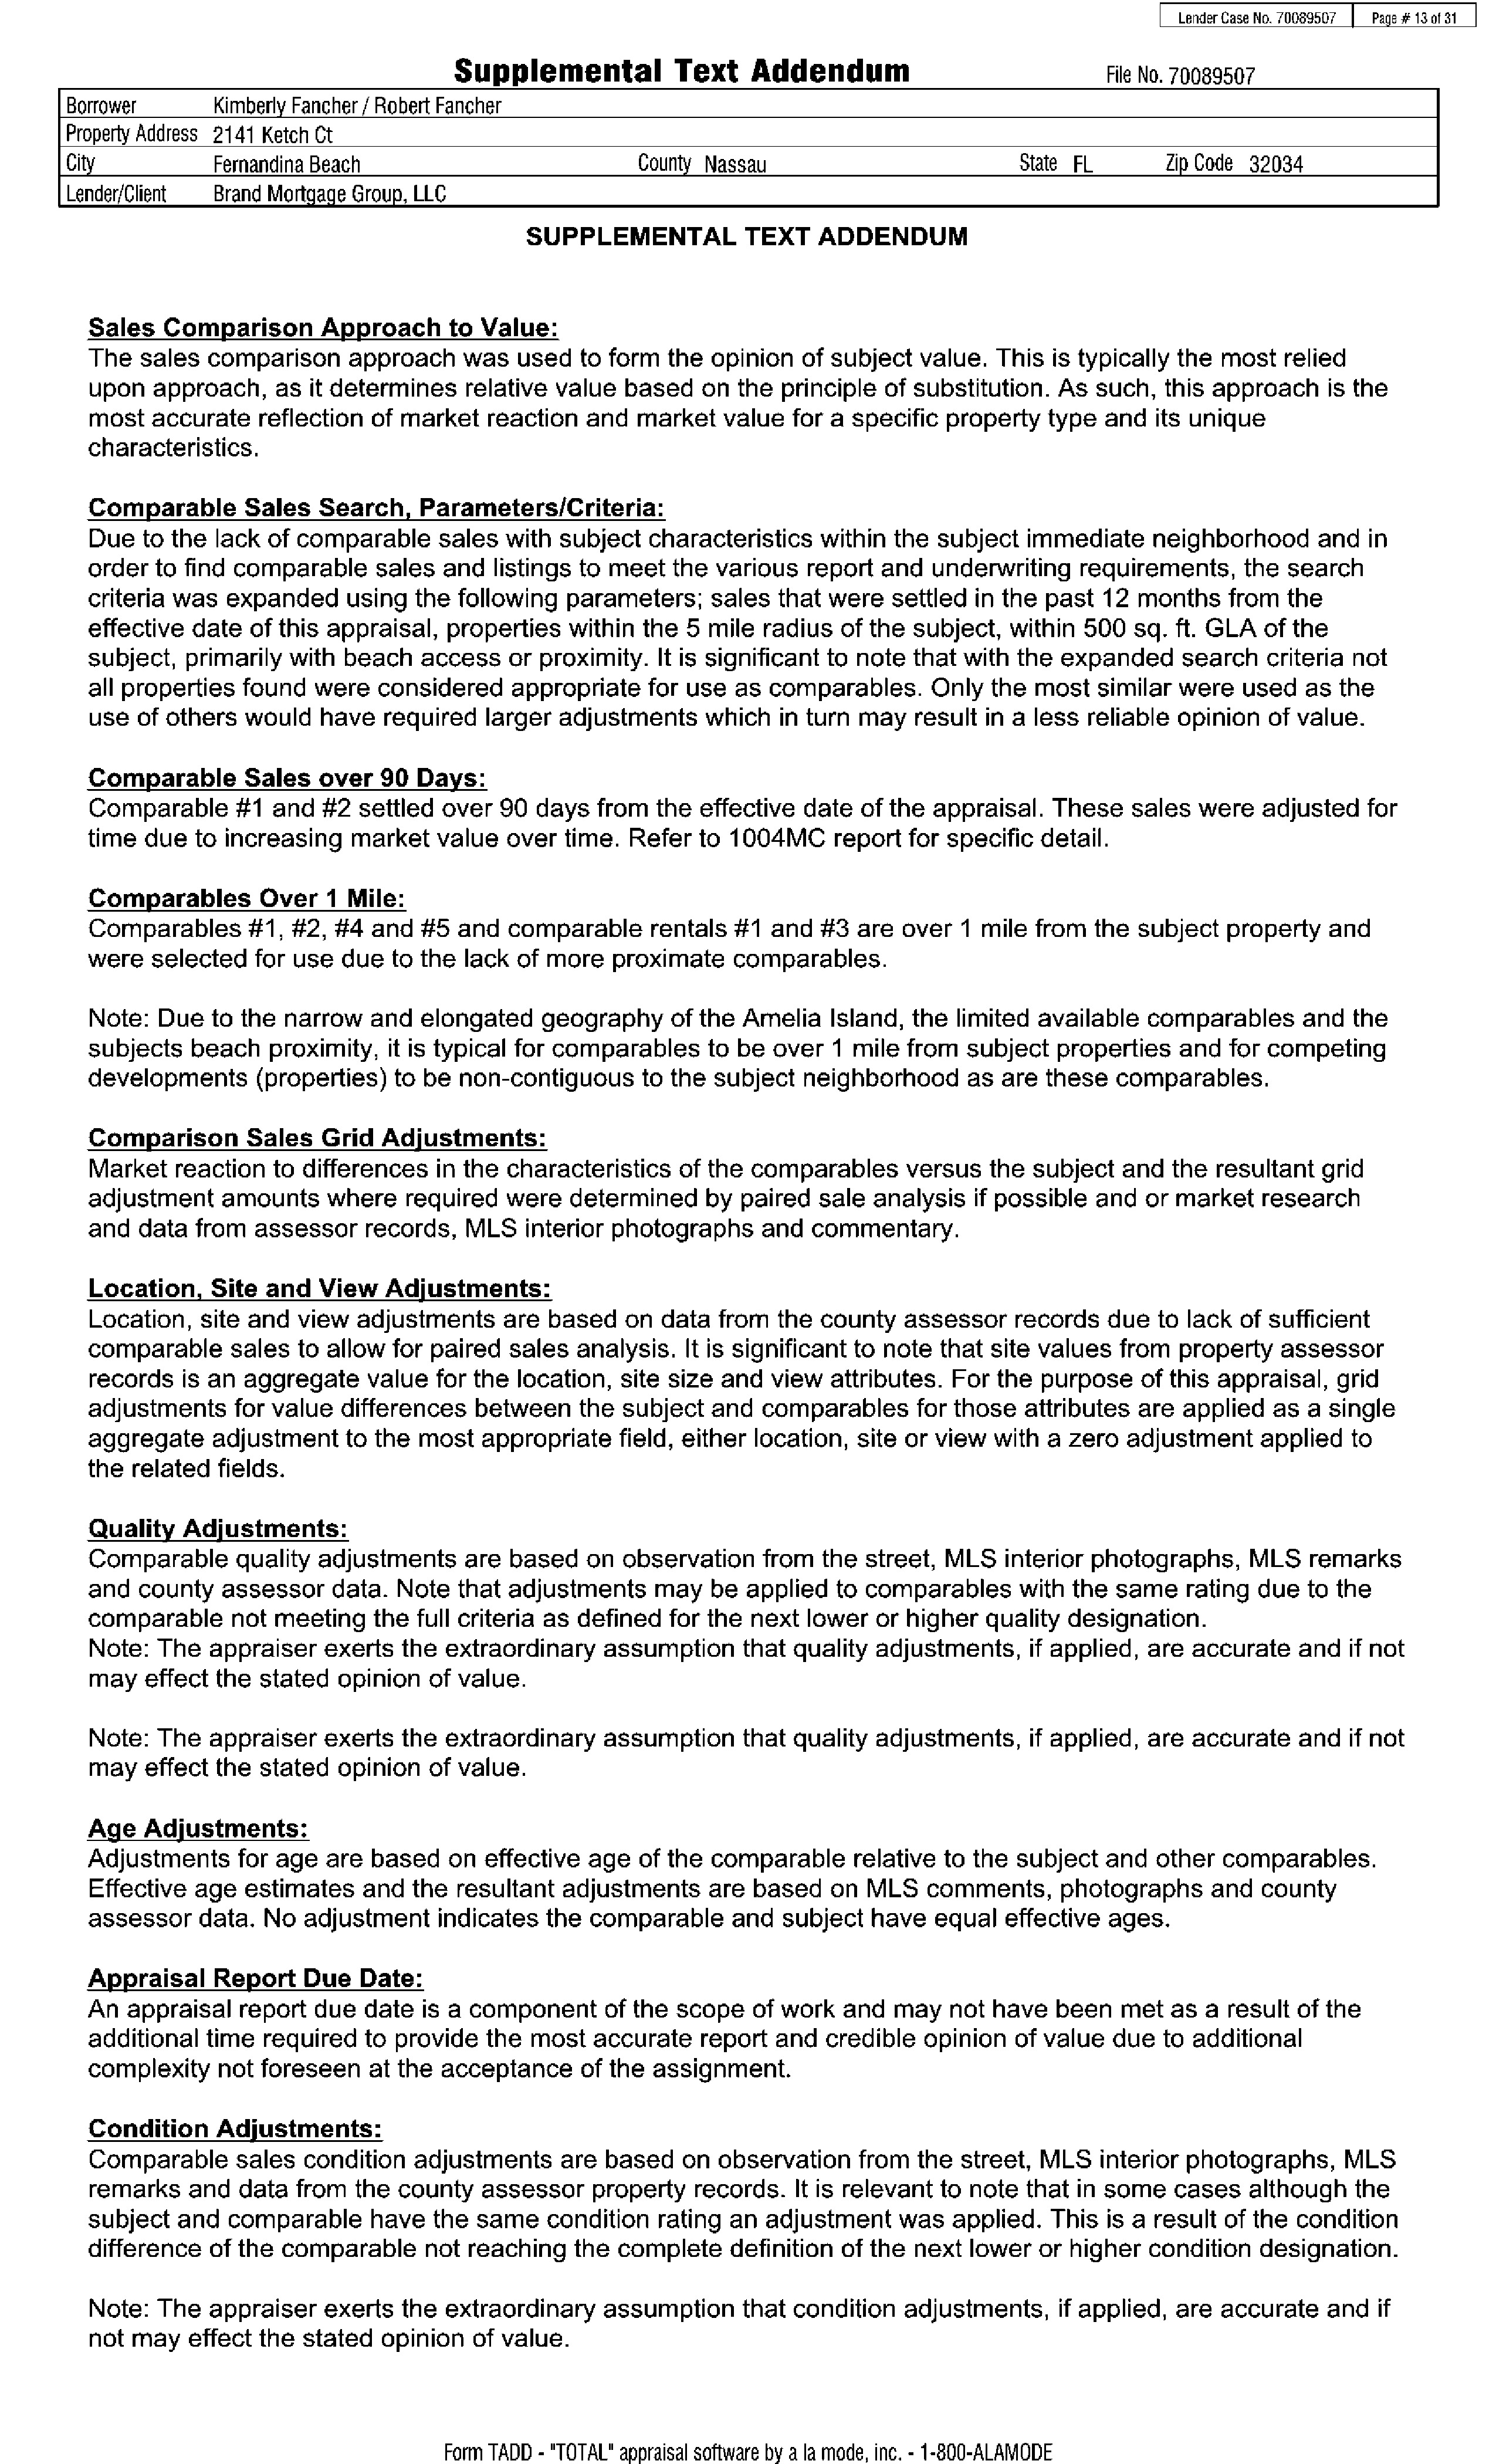 Lender Case No. 70089507 Page # 13 of 31
Supplemental Text Addendum File No. 70089507
Borrower Kimberly Fancher / Robert Fancher
Property Address 2141 Ketch Ct
City Fernandina Beach County Nassau State FL Zip Code 32034
Lender/Client Brand Mortgage Group, LLC
SUPPLEMENTAL TEXT ADDENDUM
Sales Comparison Approach to Value:
The sales comparison approach was used to form the opinion of subject value. This is typically the most relied
upon approach, as it determines relative value based on the principle of substitution. As such, this approach is the
most accurate reflection of market reaction and market value for a specific property type and its unique
characteristics.
Comparable Sales Search, Parameters/Criteria:
Due to the lack of comparable sales with subject characteristics within the subject immediate neighborhood and in
order to find comparable sales and listings to meet the various report and underwriting requirements, the search
criteria was expanded using the following parameters; sales that were settled in the past 12 months from the
effective date of this appraisal, properties within the 5 mile radius of the subject, within 500 sq. ft. GLA of the
subject, primarily with beach access or proximity. It is significant to note that with the expanded search criteria not
all properties found were considered appropriate for use as comparables. Only the most similar were used as the
use of others would have required larger adjustments which in turn may result in a less reliable opinion of value.
Comparable Sales over 90 Days:
Comparable #1 and #2 settled over 90 days from the effective date of the appraisal. These sales were adjusted for
time due to increasing market value over time. Refer to 1004MC report for specific detail.
Comparables Over 1 Mile:
Comparables #1, #2, #4 and #5 and comparable rentals #1 and #3 are over 1 mile from the subject property and
were selected for use due to the lack of more proximate comparables.
Note: Due to the narrow and elongated geography of the Amelia Island, the limited available comparables and the
subjects beach proximity, it is typical for comparables to be over 1 mile from subject properties and for competing
developments (properties) to be non-contiguous to the subject neighborhood as are these comparables.
Comparison Sales Grid Adjustments:
Market reaction to differences in the characteristics of the comparables versus the subject and the resultant grid
adjustment amounts where required were determined by paired sale analysis if possible and or market research
and data from assessor records, MLS interior photographs and commentary.
Location, Site and View Adjustments:
Location, site and view adjustments are based on data from the county assessor records due to lack of sufficient
comparable sales to allow for paired sales analysis. It is significant to note that site values from property assessor
records is an aggregate value for the location, site size and view attributes. For the purpose of this appraisal, grid
adjustments for value differences between the subject and comparables for those attributes are applied as a single
aggregate adjustment to the most appropriate field, either location, site or view with a zero adjustment applied to
the related fields.
Quality Adjustments:
Comparable quality adjustments are based on observation from the street, MLS interior photographs, MLS remarks
and county assessor data. Note that adjustments may be applied to comparables with the same rating due to the
comparable not meeting the full criteria as defined for the next lower or higher quality designation.
Note: The appraiser exerts the extraordinary assumption that quality adjustments, if applied, are accurate and if not
may effect the stated opinion of value.
Note: The appraiser exerts the extraordinary assumption that quality adjustments, if applied, are accurate and if not
may effect the stated opinion of value.
Age Adjustments:
Adjustments for age are based on effective age of the comparable relative to the subject and other comparables.
Effective age estimates and the resultant adjustments are based on MLS comments, photographs and county
assessor data. No adjustment indicates the comparable and subject have equal effective ages.
Appraisal Report Due Date:
An appraisal report due date is a component of the scope of work and may not have been met as a result of the
additional time required to provide the most accurate report and credible opinion of value due to additional
complexity not foreseen at the acceptance of the assignment.
Condition Adjustments:
Comparable sales condition adjustments are based on observation from the street, MLS interior photographs, MLS
remarks and data from the county assessor property records. It is relevant to note that in some cases although the
subject and comparable have the same condition rating an adjustment was applied. This is a result of the condition
difference of the comparable not reaching the complete definition of the next lower or higher condition designation.
Note: The appraiser exerts the extraordinary assumption that condition adjustments, if applied, are accurate and if
not may effect the stated opinion of value.
Form TADD - "TOTAL" appraisal software by a la mode, inc. - 1-800-ALAMODE